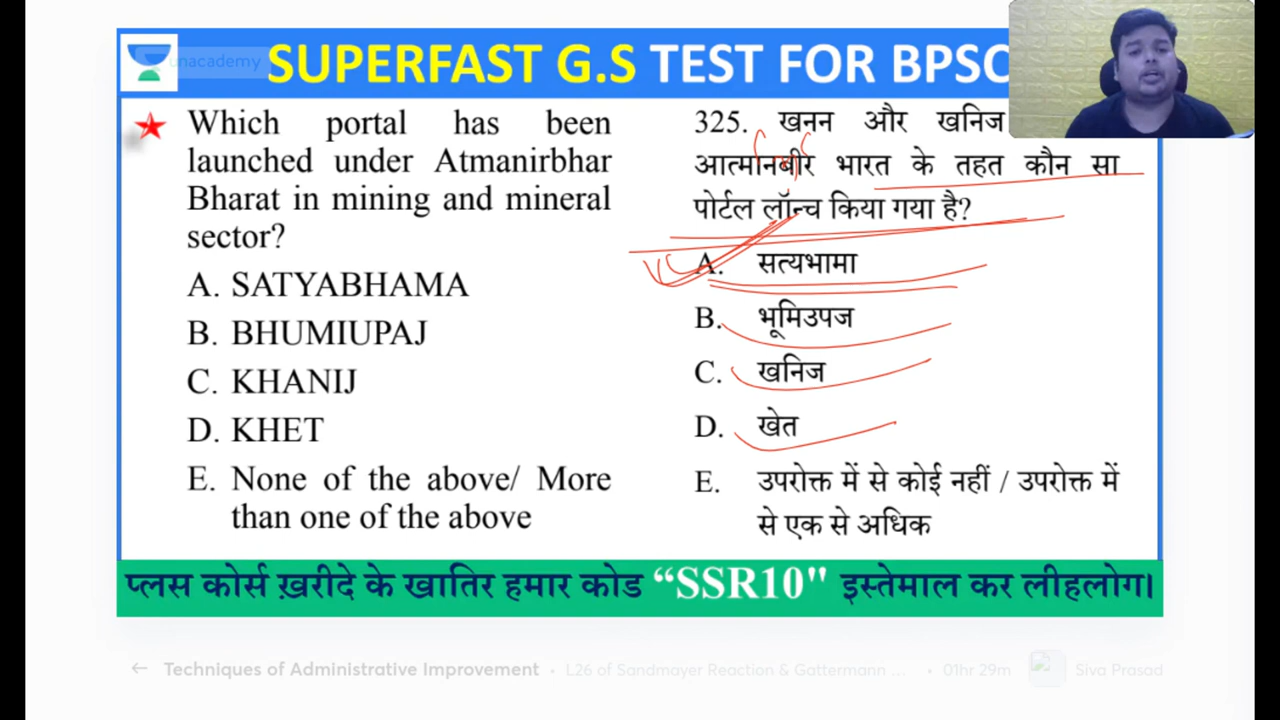 unacademy
SUPERFAST G.S TEST FOR BPSC
Which portal has been
launched under Atmanirbhar
Bharat in mining and mineral
sector?
A. SATYABHAMA
B. BHUMIUPAJ
C. KHANIJ
D. KHET
E. None of the above/ More
than one of the above
325. खनन और खनिज
आत्मानबीर भारत के तहत कौन सा
पोर्टल लॉन्च किया गया है?
A. सत्यभामा
B. भूमिउपज
C. खनिज
D. खेत
E. उपरोक्त में से कोई नहीं / उपरोक्त में
से एक से अधिक
प्लस कोर्स ख़रीदे के खातिर हमार कोड “SSR10" इस्तेमाल कर लीहलोग।
← Techniques of Administrative Improvement • L26 of Sandmayer Reaction & Gattermann ... • 01hr 29m Siva Prasad